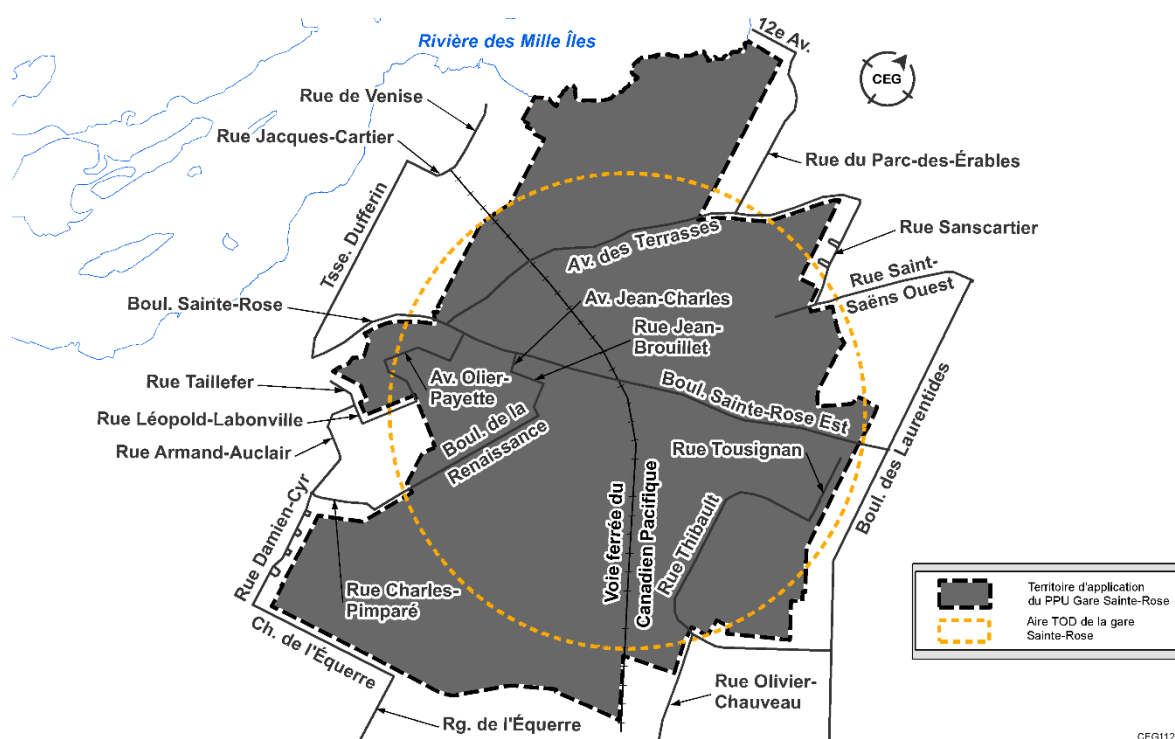 12e Av.
Rivière des Mille Îles
CEG
Rue de Venise
Rue Jacques-Cartier
Rue du Parc-des-Érables
Tsse. Dufferin
Av. des Terrasses
Rue Sanscartier
Rue Saint-
Saëns Ouest
Boul. Sainte-Rose
Av. Jean-Charles
Rue Jean-
Brouillet
Rue Taillefer
Av. Olier-
Payette
Boul. Sainte-Rose Est
Rue Léopold-Labonville
Rue Armand-Auclair
Boul. de la
Renaissance
Rue Tousignan
Boul. des Laurentides
Rue Damien-Cyr
Voie ferrée du
Canadien Pacifique
Rue Thibault
Rue Charles-
Pimparé
Ch. de l'Équerre
Rue Olivier-
Chauveau
Rg. de l'Équerre
Territoire d'application
du PPU Gare Sainte-Rose
Aire TOD de la gare
Sainte-Rose
CEG112